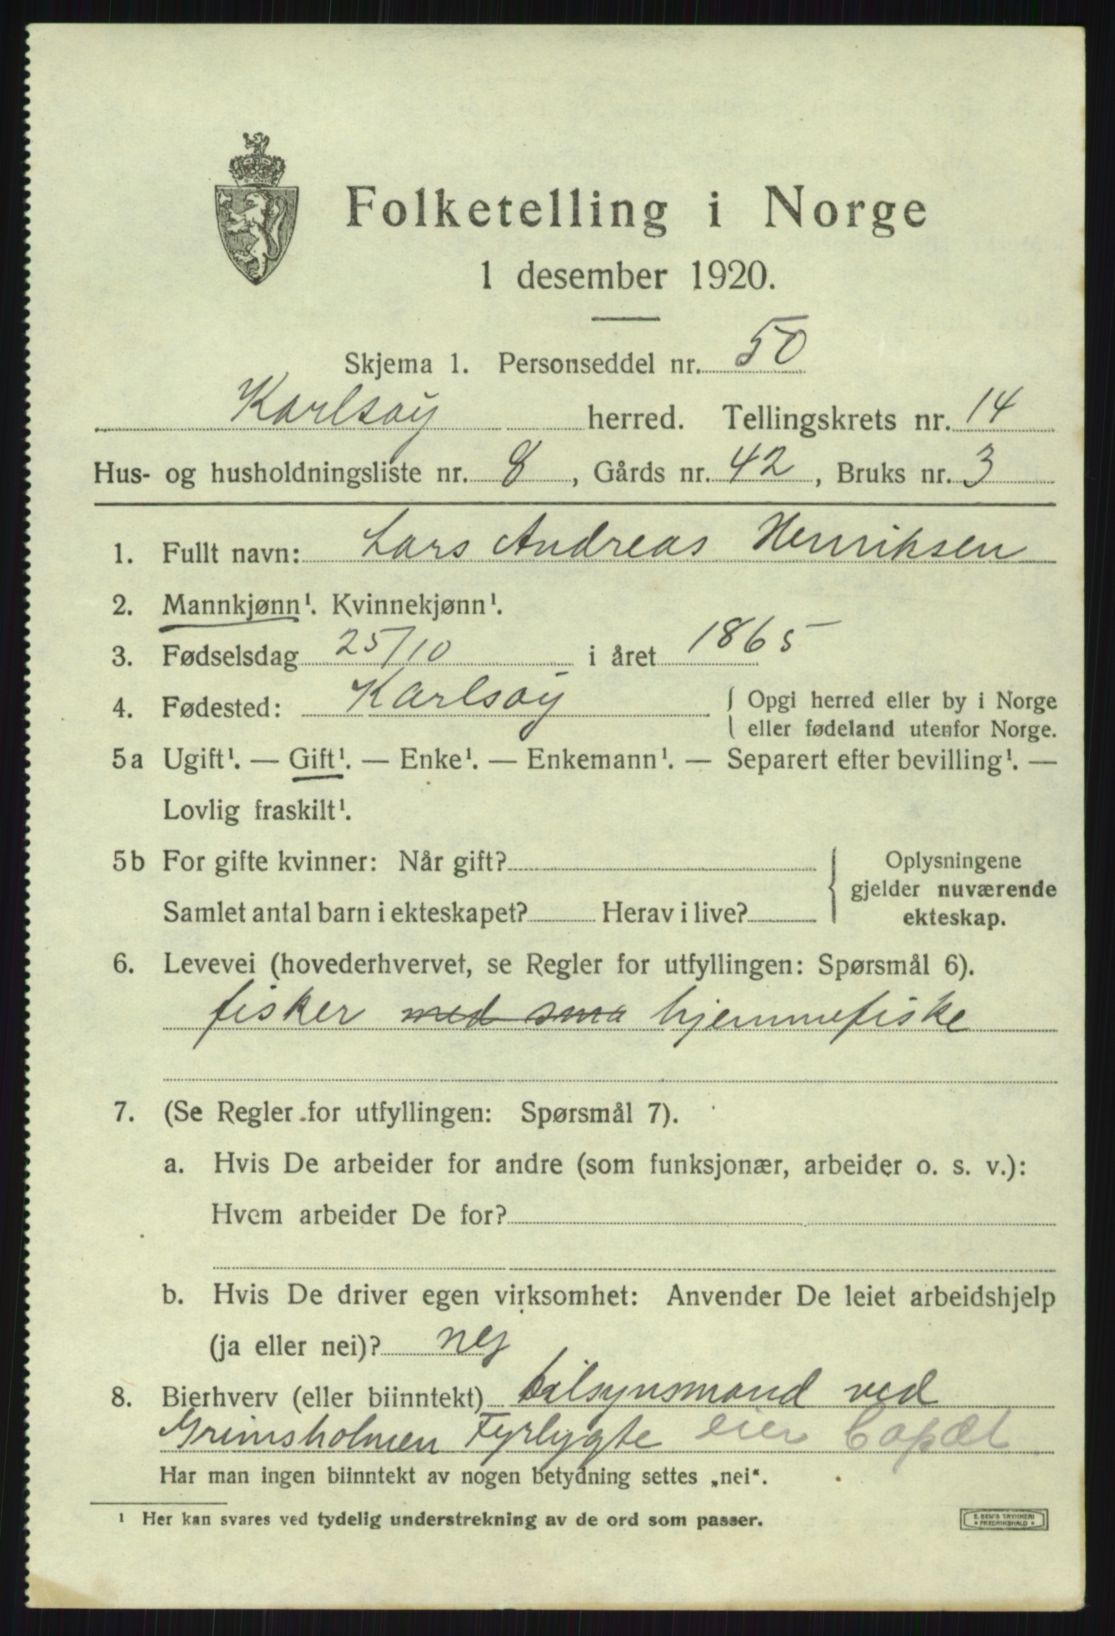 Folketelling i Norge
1 desember 1920.
Skjema 1. Personseddel nr. 50
Karlsøy herred. Tellingskrets nr. 14
Hus- og husholdningsliste nr. 8, Gårds nr. 42, Bruks nr. 3
1. Fullt navn: Lars Andreas Henriksen
2. Mannkjønn¹. Kvinnekjønn¹.
3. Fødselsdag 25/10 i året 1865
4. Fødested: Karlsøy { Opgi herred eller by i Norge
eller fødeland utenfor Norge.
5a Ugift¹. — Gift¹. — Enke¹. — Enkemann¹. — Separert efter bevilling¹. —
Lovlig fraskilt¹.
5b For gifte kvinner: Når gift? { Oplysningene
gjelder nuværende
Samlet antal barn i ekteskapet? Herav i live? ekteskap.
6. Levevei (hovederhvervet, se Regler for utfyllingen: Spørsmål 6).
fisker med små hjemmefiske
7. (Se Regler for utfyllingen: Spørsmål 7).
a. Hvis De arbeider for andre (som funksjonær, arbeider o. s. v.):
Hvem arbeider De for?
b. Hvis De driver egen virksomhet: Anvender De leiet arbeidshjelp
(ja eller nei)? nej
8. Bierhverv (eller biinntekt) tilsynsmand ved
Grimsholmen Fyrlygte eier
Har man ingen biinntekt av nogen betydning settes „nei“.
¹ Her kan svares ved tydelig understrekning av de ord som passer.